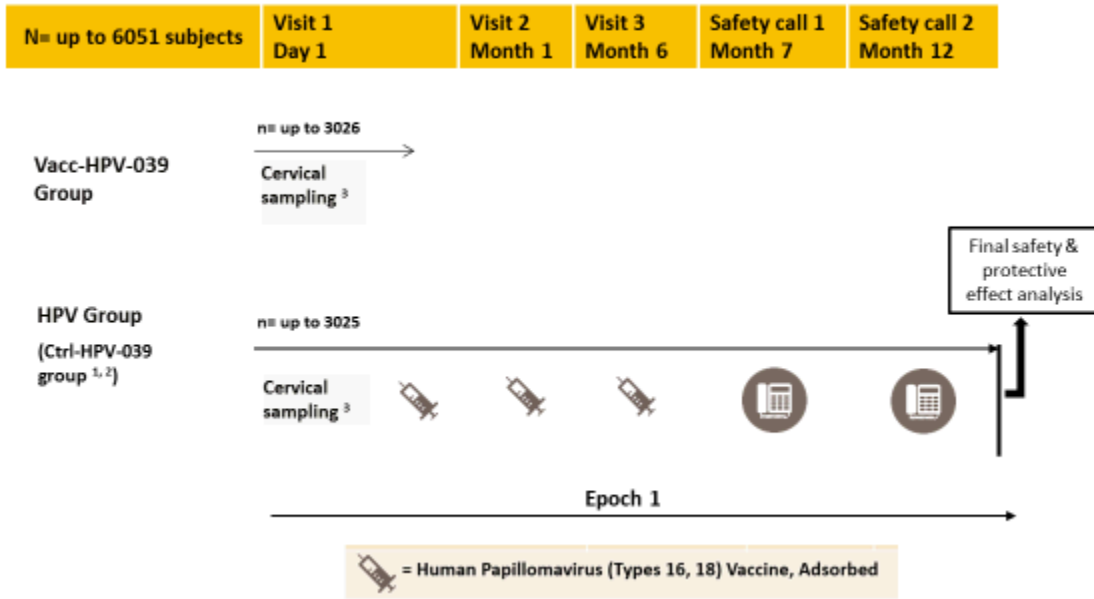 N= up to 6051 subjects
Visit 1
Day 1
Visit 2
Month 1
Visit 3
Month 6
Safety call 1
Month 7
Safety call 2
Month 12
Vacc-HPV-039
Group
n= up to 3026
Cervical
sampling ³
Final safety &
protective
effect analysis
HPV Group
(Ctrl-HPV-039
group ¹˒ ²)
n= up to 3025
Cervical
sampling ³
Epoch 1
= Human Papillomavirus (Types 16, 18) Vaccine, Adsorbed